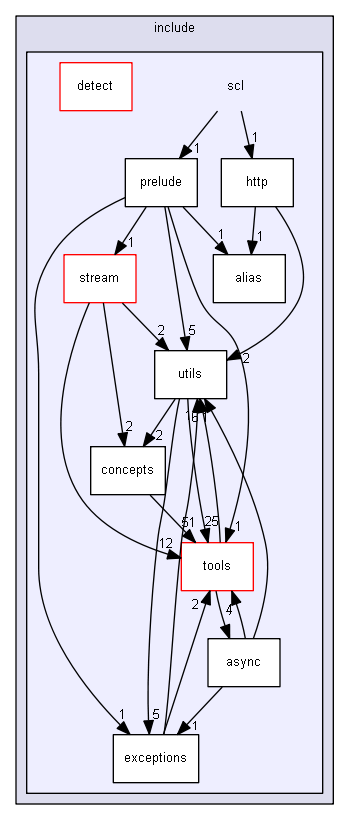 include
detect
scl
1
1
prelude
http
1
1
1
stream
alias
2
5
2
utils
2
2
concepts
12
51
25
1
tools
2
4
async
1
5
1
exceptions